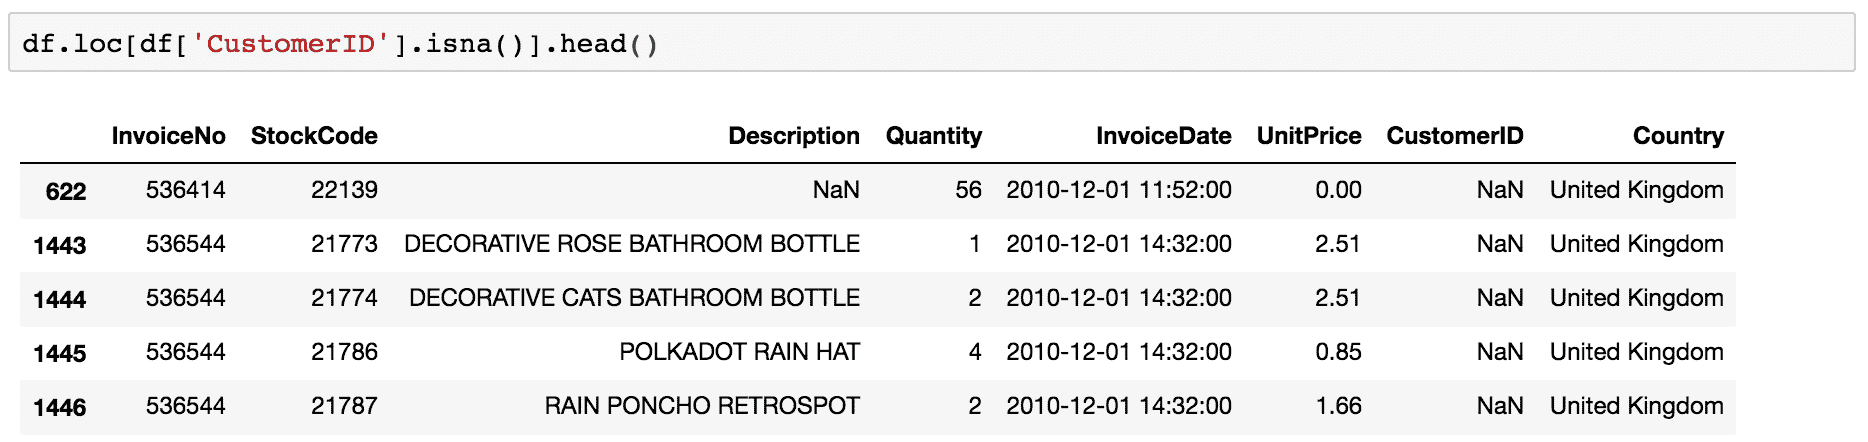 df.loc[df['CustomerID'].isna()].head()
InvoiceNo StockCode Description Quantity InvoiceDate UnitPrice CustomerID Country
622 536414 22139 NaN 56 2010-12-01 11:52:00 0.00 NaN United Kingdom
1443 536544 21773 DECORATIVE ROSE BATHROOM BOTTLE 1 2010-12-01 14:32:00 2.51 NaN United Kingdom
1444 536544 21774 DECORATIVE CATS BATHROOM BOTTLE 2 2010-12-01 14:32:00 2.51 NaN United Kingdom
1445 536544 21786 POLKADOT RAIN HAT 4 2010-12-01 14:32:00 0.85 NaN United Kingdom
1446 536544 21787 RAIN PONCHO RETROSPOT 2 2010-12-01 14:32:00 1.66 NaN United Kingdom